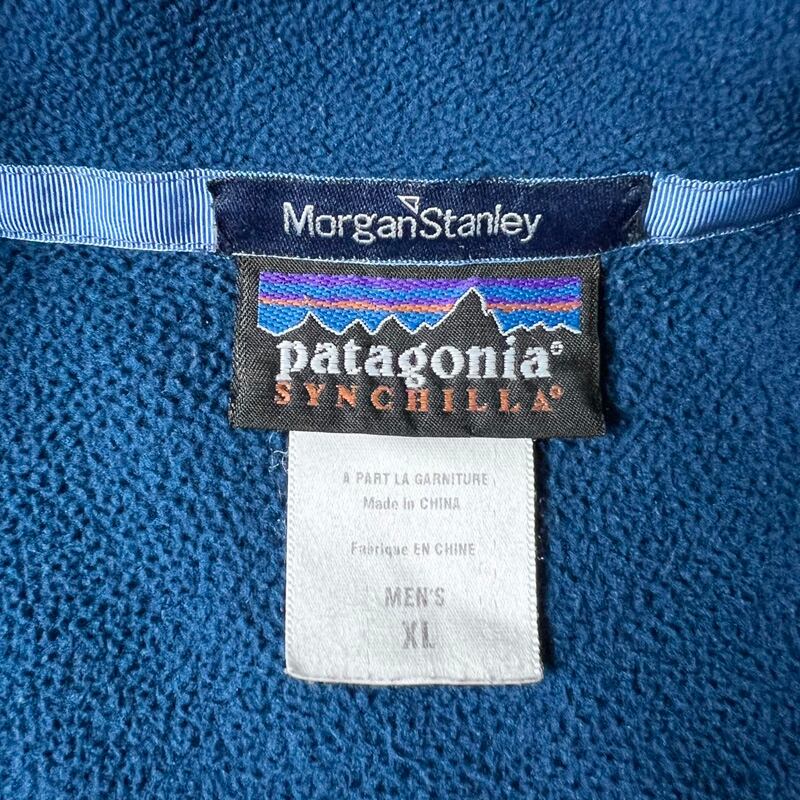 MorganStanley
patagonia®
SYNCHILLA®
A PART LA GARNITURE
Made in CHINA
Fabrique EN CHINE
MEN'S
XL